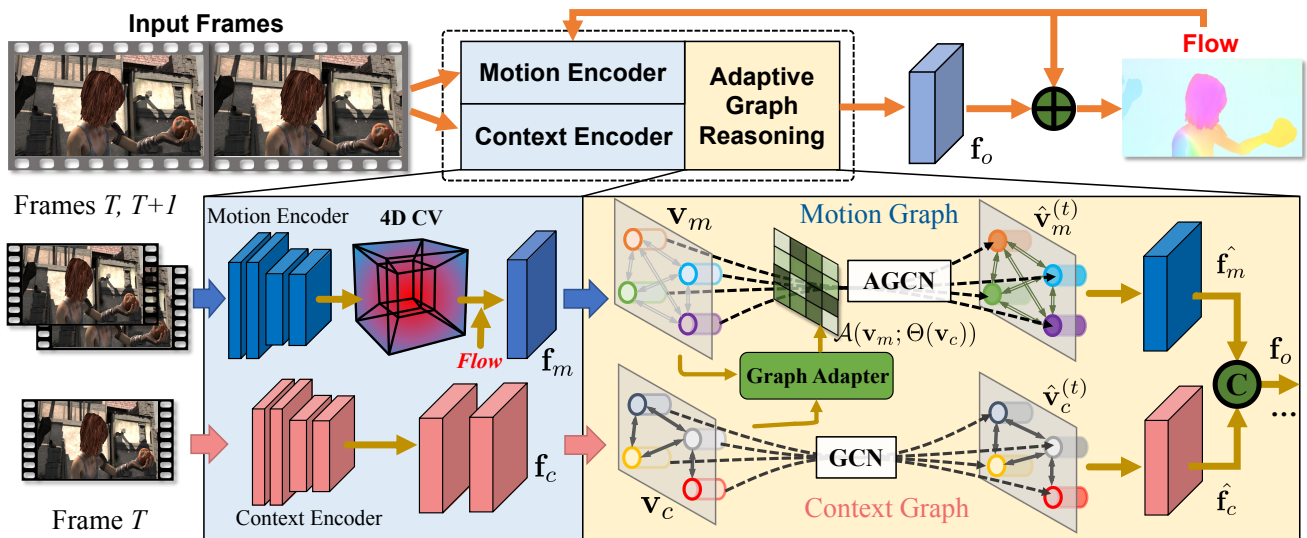 Input Frames
Motion Encoder
Context Encoder
Adaptive
Graph
Reasoning
f_o
Flow
Frames T, T+1
Motion Encoder
4D CV
Flow
f_m
Context Encoder
f_c
Frame T
v_m
Motion Graph
v̂_m^{(t)}
AGCN
A(v_m; Θ(v_c))
Graph Adapter
f̂_m
v_c
GCN
v̂_c^{(t)}
Context Graph
f̂_c
C
f_o
...